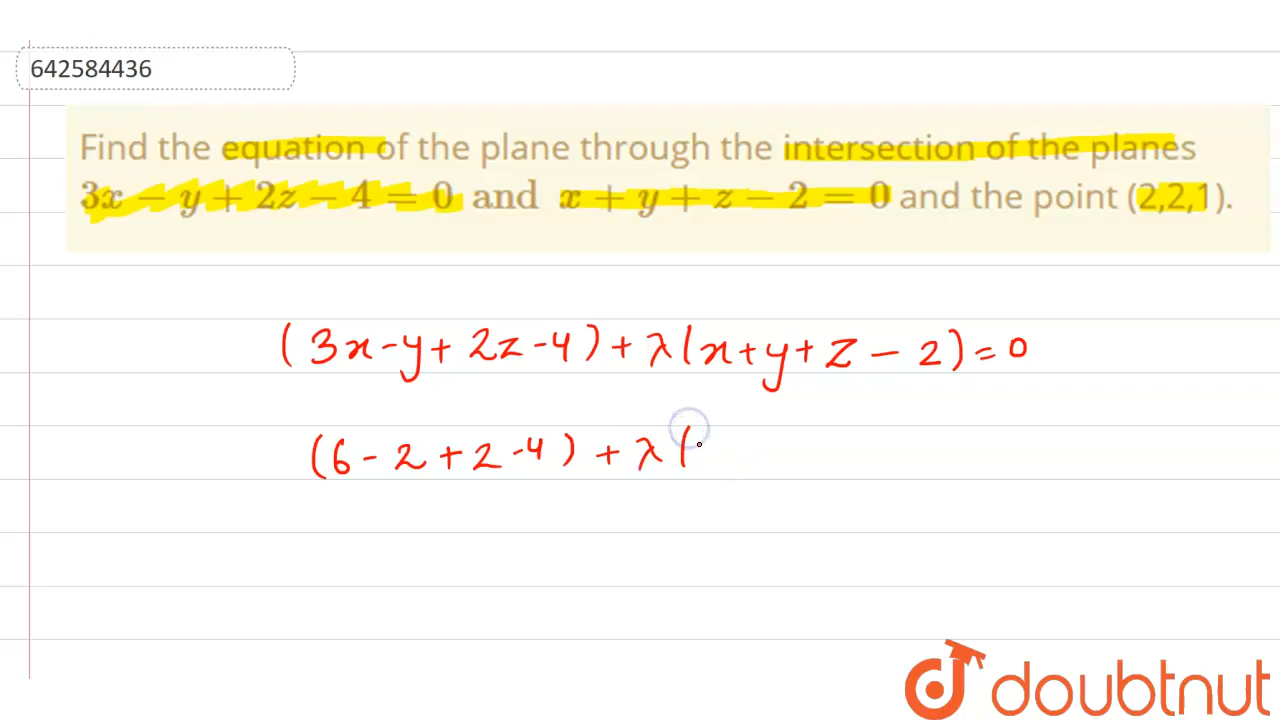 642584436
Find the equation of the plane through the intersection of the planes
3x − y + 2z − 4 = 0 and x + y + z − 2 = 0 and the point (2,2,1).
(3x-y+2z-4)+λ(x+y+z-2)=0
(6-2+2-4)+λ(
doubtnut